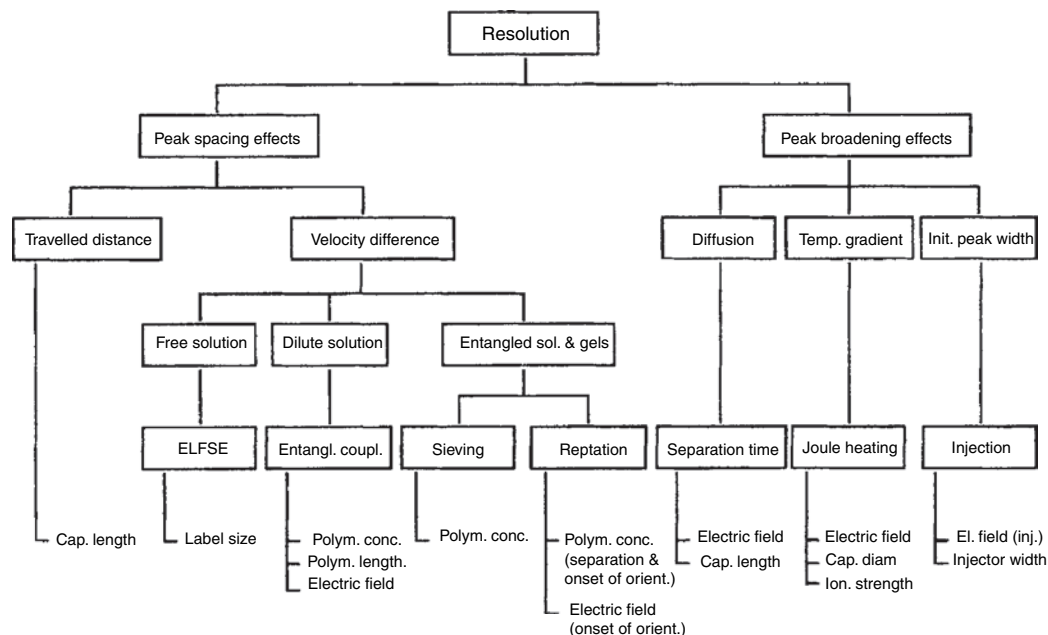 Resolution
Peak spacing effects
Peak broadening effects
Travelled distance
Velocity difference
Diffusion
Temp. gradient
Init. peak width
Free solution
Dilute solution
Entangled sol. & gels
ELFSE
Entangl. coupl.
Sieving
Reptation
Separation time
Joule heating
Injection
Cap. length
Label size
Polym. conc.
Polym. length.
Electric field
Polym. conc.
Polym. conc.
(separation &
onset of orient.)
Electric field
(onset of orient.)
Electric field
Cap. length
Electric field
Cap. diam
Ion. strength
El. field (inj.)
Injector width